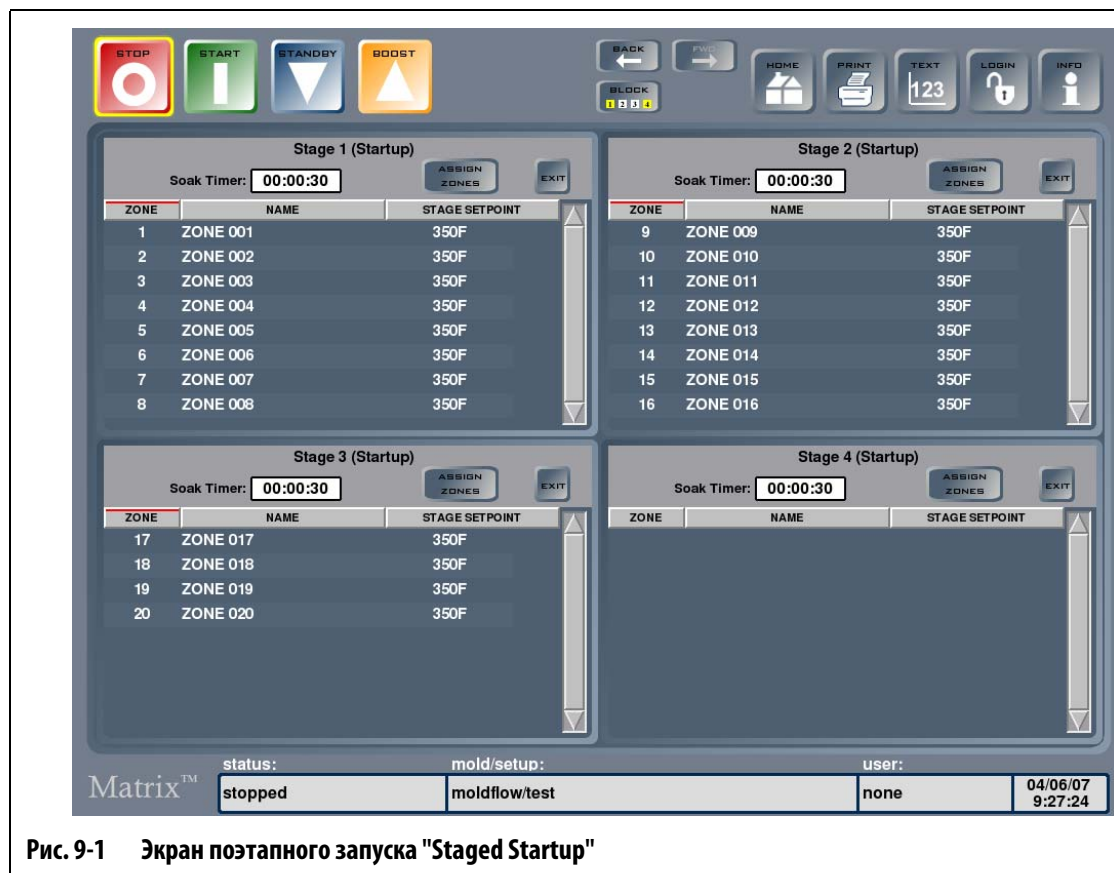 STOP START STANDBY BOOST BACK FWD HOME PRINT TEXT LOGIN INFO
123
BLOCK
1 2 3 4
Stage 1 (Startup)
Soak Timer: 00:00:30 ASSIGN ZONES EXIT
ZONE NAME STAGE SETPOINT
1 ZONE 001 350F
2 ZONE 002 350F
3 ZONE 003 350F
4 ZONE 004 350F
5 ZONE 005 350F
6 ZONE 006 350F
7 ZONE 007 350F
8 ZONE 008 350F
Stage 2 (Startup)
Soak Timer: 00:00:30 ASSIGN ZONES EXIT
ZONE NAME STAGE SETPOINT
9 ZONE 009 350F
10 ZONE 010 350F
11 ZONE 011 350F
12 ZONE 012 350F
13 ZONE 013 350F
14 ZONE 014 350F
15 ZONE 015 350F
16 ZONE 016 350F
Stage 3 (Startup)
Soak Timer: 00:00:30 ASSIGN ZONES EXIT
ZONE NAME STAGE SETPOINT
17 ZONE 017 350F
18 ZONE 018 350F
19 ZONE 019 350F
20 ZONE 020 350F
Stage 4 (Startup)
Soak Timer: 00:00:30 ASSIGN ZONES EXIT
ZONE NAME STAGE SETPOINT
status: mold/setup: user:
Matrix™ stopped moldflow/test none 04/06/07
9:27:24
Рис. 9-1 Экран поэтапного запуска "Staged Startup"